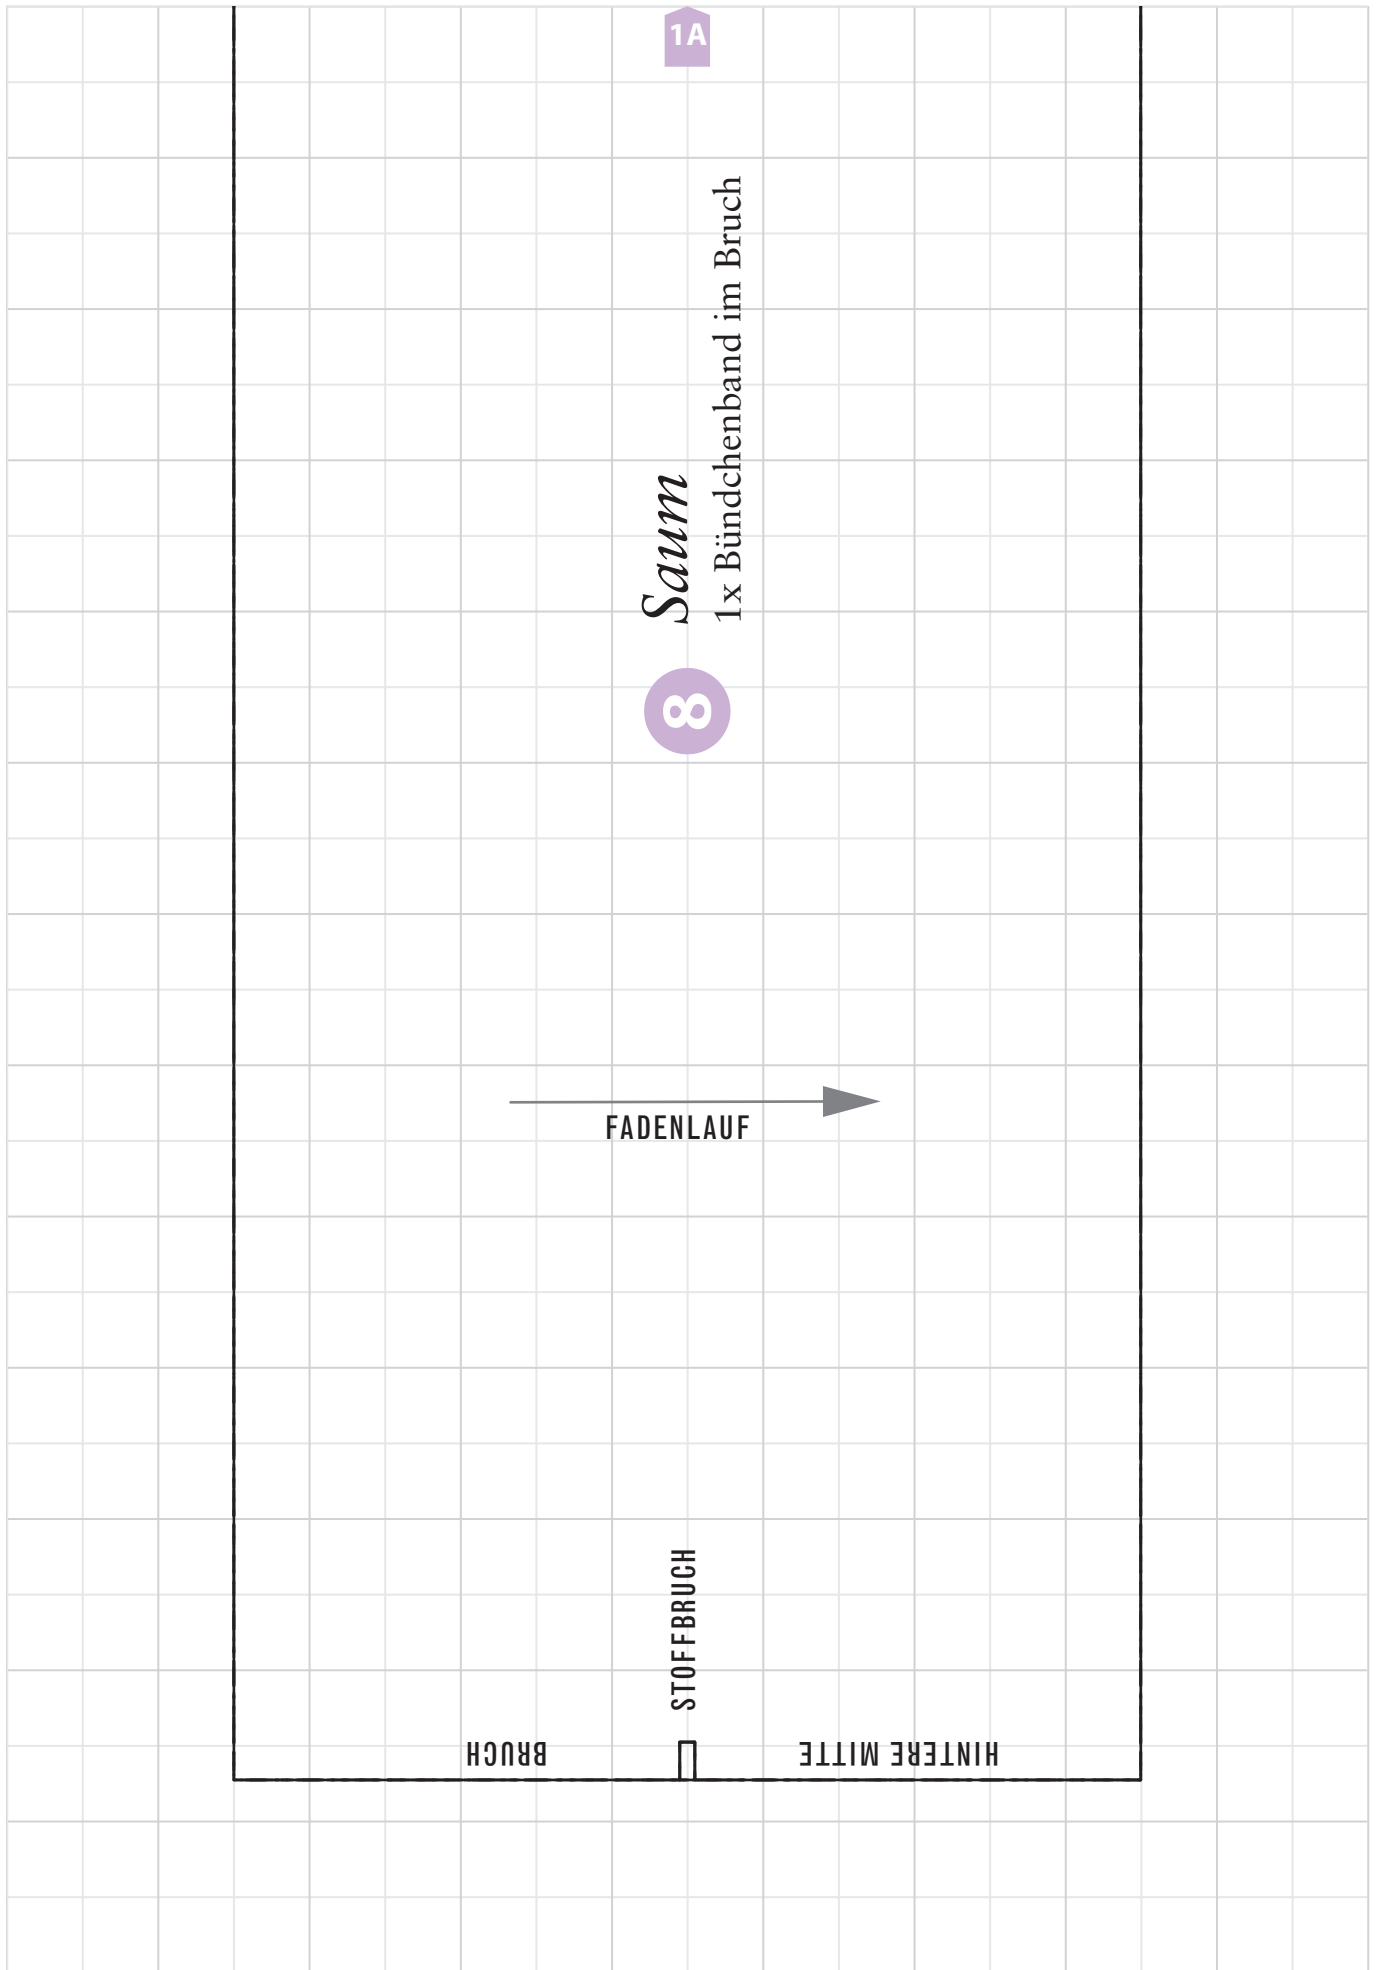 1A
Saum
1x Bündchenband im Bruch
8
FADENLAUF
STOFFBRUCH
BRUCH
HINTERE MITTE